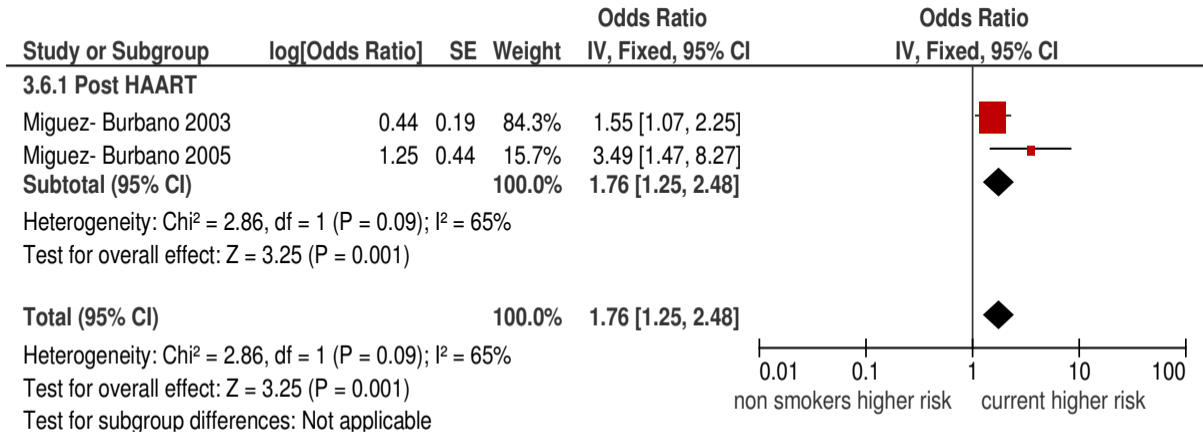 Odds Ratio Odds Ratio
Study or Subgroup log[Odds Ratio] SE Weight IV, Fixed, 95% CI IV, Fixed, 95% CI
3.6.1 Post HAART
Miguez- Burbano 2003 0.44 0.19 84.3% 1.55 [1.07, 2.25]
Miguez- Burbano 2005 1.25 0.44 15.7% 3.49 [1.47, 8.27]
Subtotal (95% CI) 100.0% 1.76 [1.25, 2.48]
Heterogeneity: Chi² = 2.86, df = 1 (P = 0.09); I² = 65%
Test for overall effect: Z = 3.25 (P = 0.001)
Total (95% CI) 100.0% 1.76 [1.25, 2.48]
Heterogeneity: Chi² = 2.86, df = 1 (P = 0.09); I² = 65%
Test for overall effect: Z = 3.25 (P = 0.001)
Test for subgroup differences: Not applicable
0.01 0.1 1 10 100
non smokers higher risk current higher risk